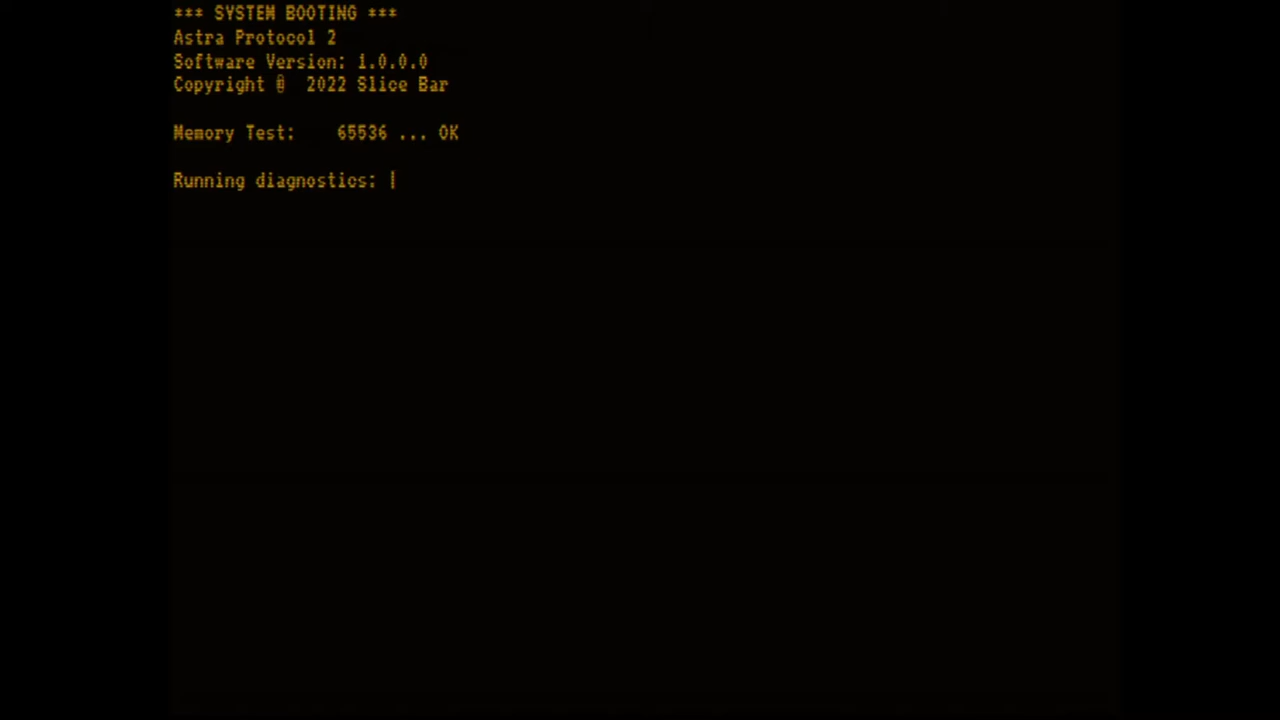 *** SYSTEM BOOTING ***
Astra Protocol 2
Software Version: 1.0.0.0
Copyright @ 2022 Slice Bar
Memory Test: 65536 ... OK
Running diagnostics: |